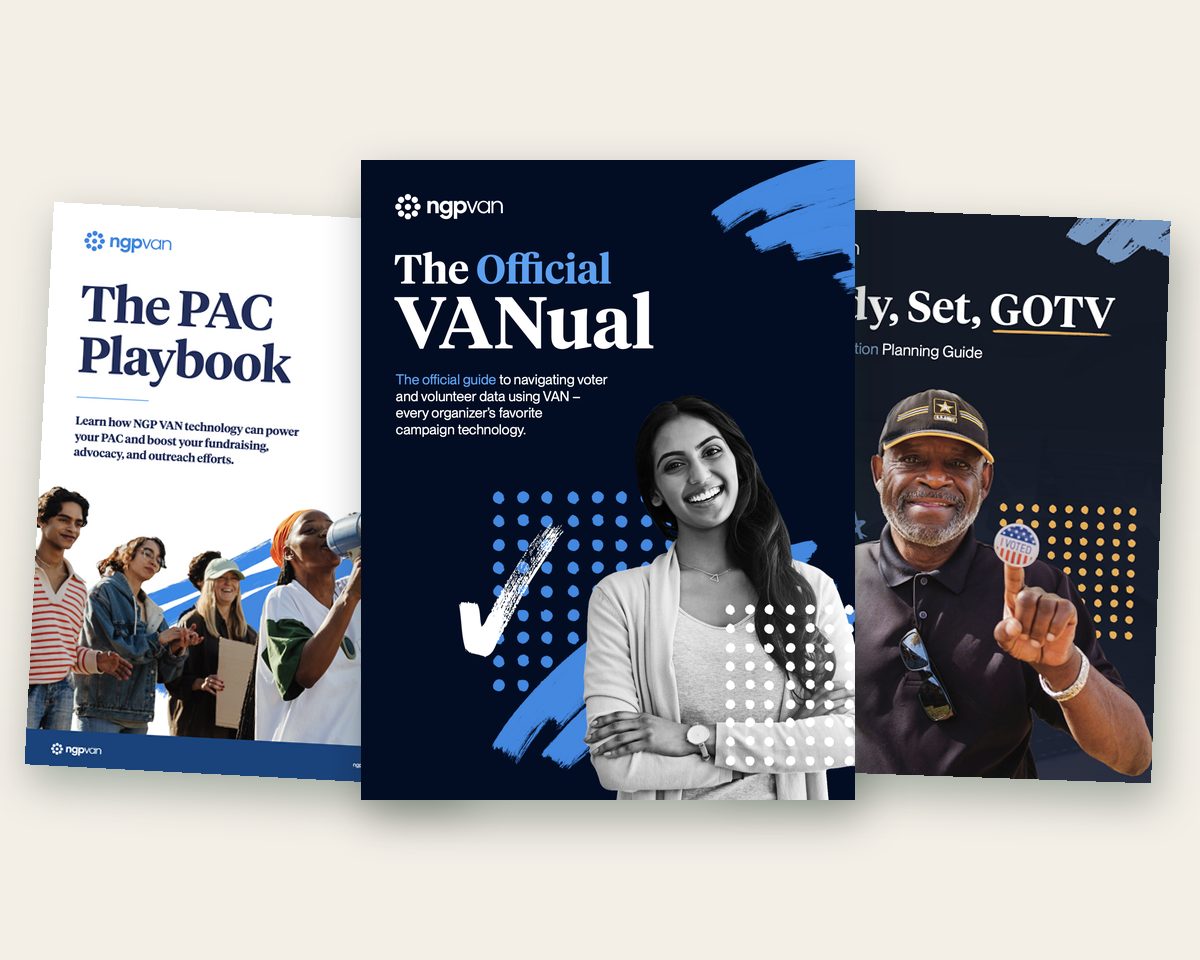 ngpvan
The PAC
Playbook
Learn how NGP VAN technology can power
your PAC and boost your fundraising,
advocacy, and outreach efforts.
ngpvan
ngpvan
The Official
VANual
The official guide to navigating voter
and volunteer data using VAN –
every organizer's favorite
campaign technology.
Set, GOTV
Planning Guide
U.S. ARMY
I VOTED